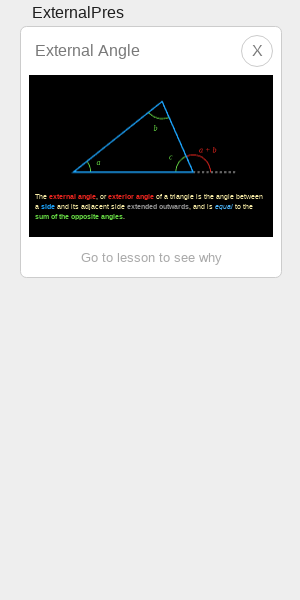 ExternalPres
External Angle
X
b
a
c
a + b
The external angle, or exterior angle of a triangle is the angle between
a side and its adjacent side extended outwards, and is equal to the
sum of the opposite angles.
Go to lesson to see why